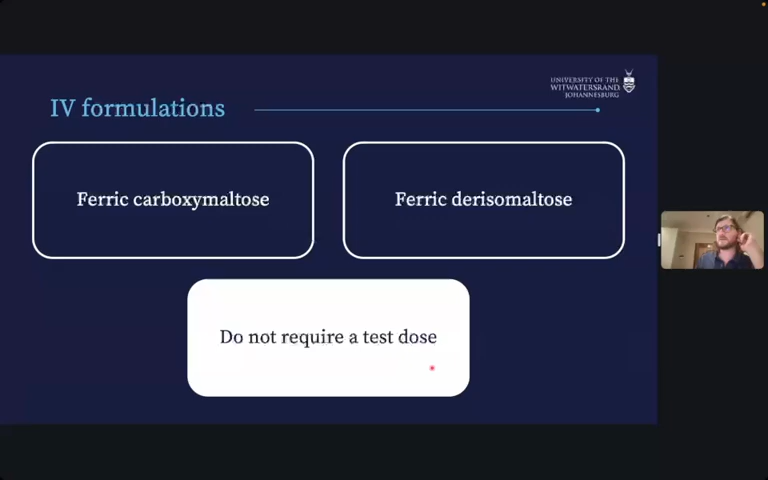 UNIVERSITY OF THE
WITWATERSRAND,
JOHANNESBURG
IV formulations
Ferric carboxymaltose
Ferric derisomaltose
Do not require a test dose